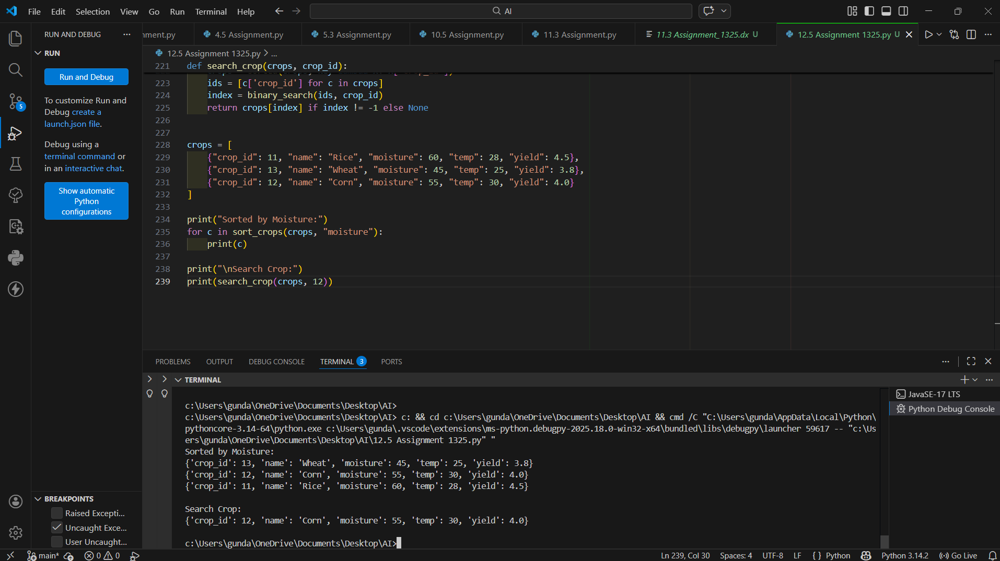 File Edit Selection View Go Run Terminal Help
AI
RUN AND DEBUG
nment.py
4.5 Assignment.py
5.3 Assignment.py
10.5 Assignment.py
11.3 Assignment.py
11.3 Assignment_1325.dx U
12.5 Assignment 1325.py U
RUN
Run and Debug
To customize Run and
Debug create a
launch.json file.
Debug using a
terminal command or
in an interactive chat.
Show automatic
Python
configurations
5
12.5 Assignment 1325.py > ...
221 def search_crop(crops, crop_id):
223 ids = [c['crop_id'] for c in crops]
224 index = binary_search(ids, crop_id)
225 return crops[index] if index != -1 else None
226
227
228 crops = [
229 {"crop_id": 11, "name": "Rice", "moisture": 60, "temp": 28, "yield": 4.5},
230 {"crop_id": 13, "name": "Wheat", "moisture": 45, "temp": 25, "yield": 3.8},
231 {"crop_id": 12, "name": "Corn", "moisture": 55, "temp": 30, "yield": 4.0}
232 ]
233
234 print("Sorted by Moisture:")
235 for c in sort_crops(crops, "moisture"):
236 print(c)
237
238 print("\nSearch Crop:")
239 print(search_crop(crops, 12))
PROBLEMS OUTPUT DEBUG CONSOLE TERMINAL 3 PORTS
TERMINAL
JavaSE-17 LTS
Python Debug Console
c:\Users\gunda\OneDrive\Documents\Desktop\AI>
c:\Users\gunda\OneDrive\Documents\Desktop\AI> c: && cd c:\Users\gunda\OneDrive\Documents\Desktop\AI && cmd /C "C:\Users\gunda\AppData\Local\Python\
pythoncore-3.14-64\python.exe c:\Users\gunda\.vscode\extensions\ms-python.debugpy-2025.18.0-win32-x64\bundled\libs\debugpy\launcher 59617 -- "c:\Us
ers\gunda\OneDrive\Documents\Desktop\AI\12.5 Assignment 1325.py" "
Sorted by Moisture:
{'crop_id': 13, 'name': 'Wheat', 'moisture': 45, 'temp': 25, 'yield': 3.8}
{'crop_id': 12, 'name': 'Corn', 'moisture': 55, 'temp': 30, 'yield': 4.0}
{'crop_id': 11, 'name': 'Rice', 'moisture': 60, 'temp': 28, 'yield': 4.5}
Search Crop:
{'crop_id': 12, 'name': 'Corn', 'moisture': 55, 'temp': 30, 'yield': 4.0}
c:\Users\gunda\OneDrive\Documents\Desktop\AI>
BREAKPOINTS
Raised Excepti...
Uncaught Exce...
User Uncaught...
main* 0 0
Ln 239, Col 30 Spaces: 4 UTF-8 LF {} Python Python 3.14.2 Go Live